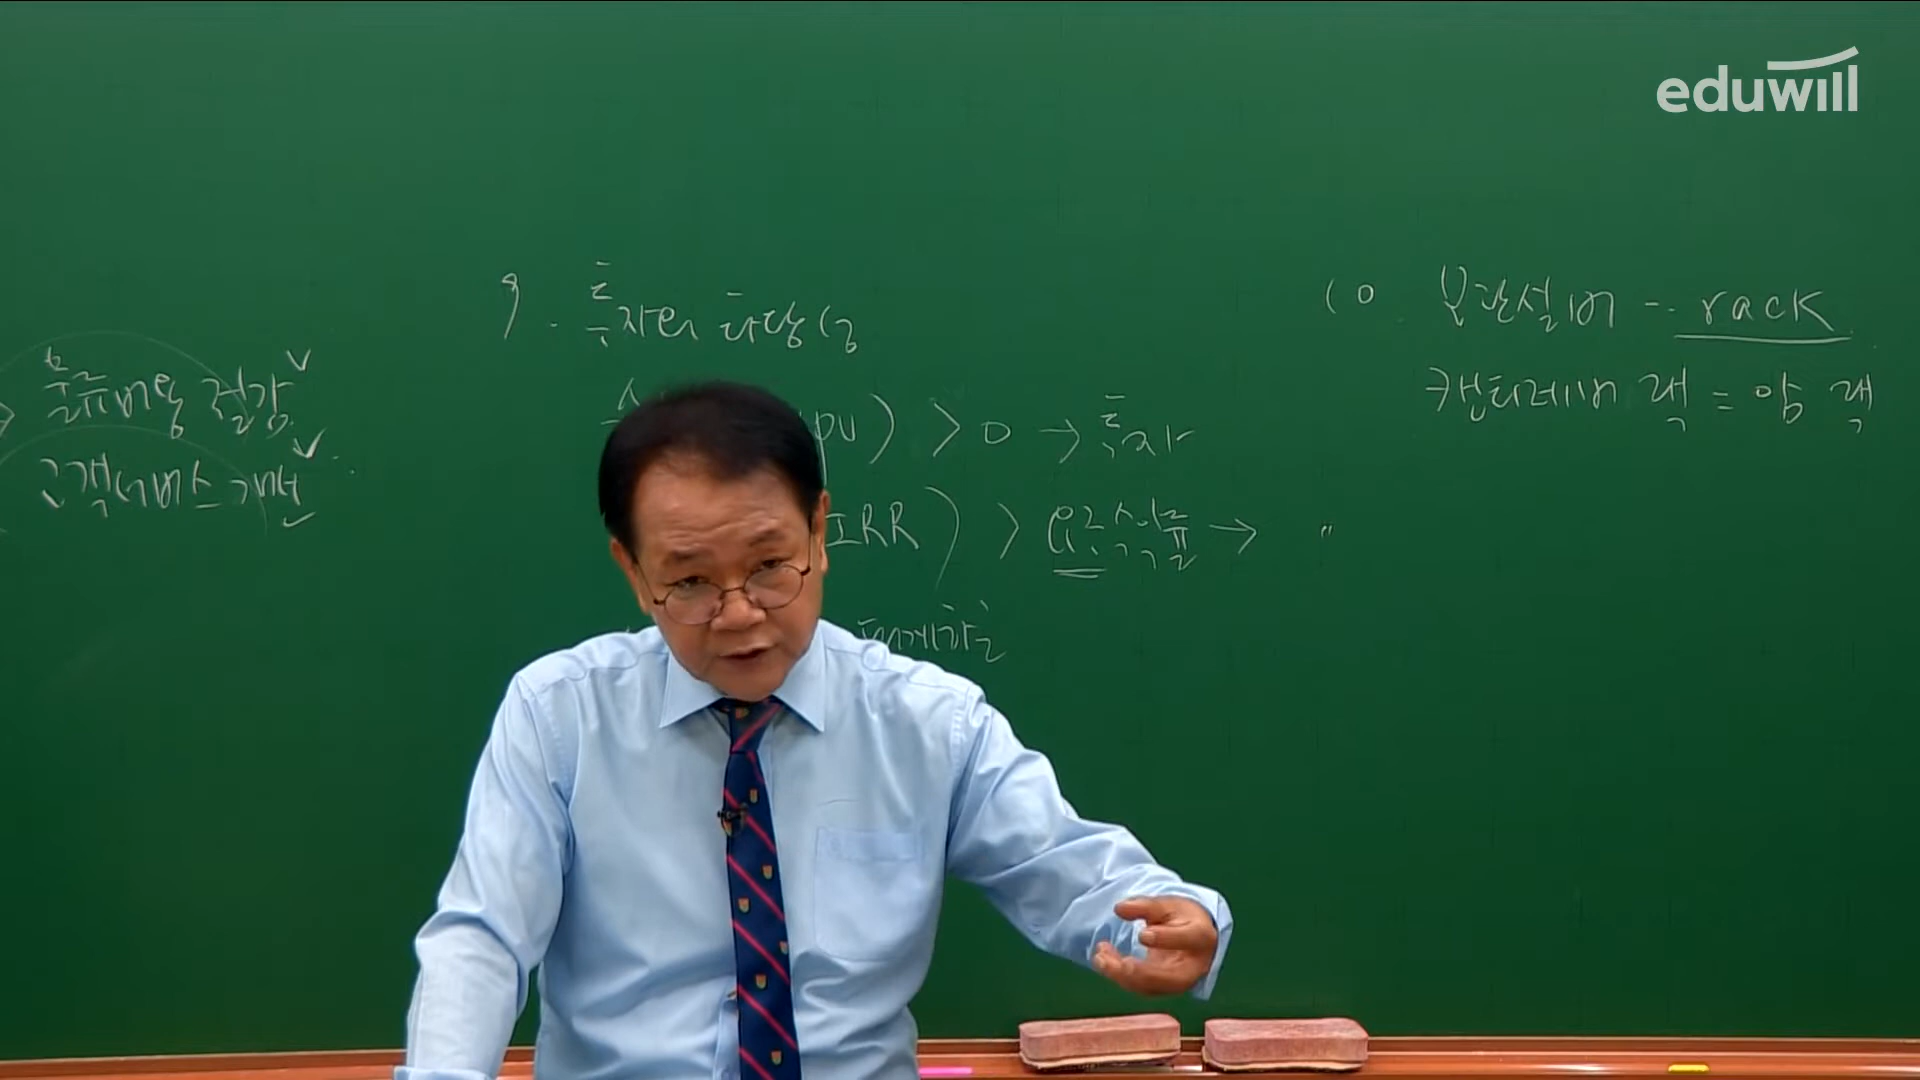 eduwill
물류비용 절감
고객서비스 개선
9. 투자의 타당성
PV) > 0 → 투자
IRR) > 요구수익률 → "
10. 보관설비 - rack
캔틸레버 랙 = 암 랙